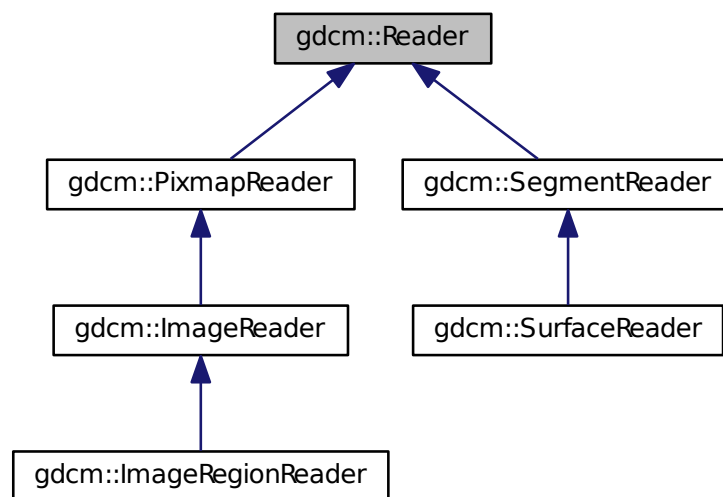 gdcm::Reader
gdcm::PixmapReader
gdcm::SegmentReader
gdcm::ImageReader
gdcm::SurfaceReader
gdcm::ImageRegionReader